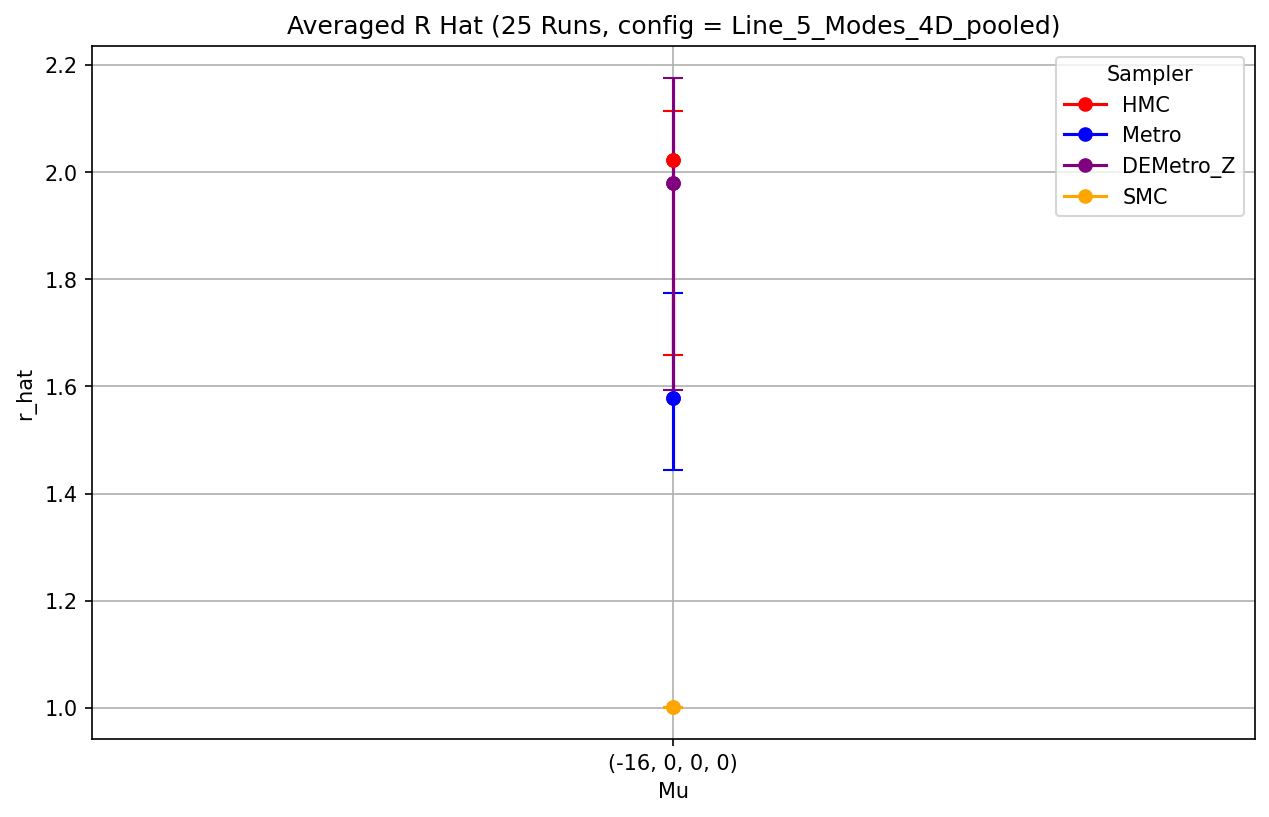 Averaged R Hat (25 Runs, config = Line_5_Modes_4D_pooled)
Sampler
HMC
Metro
DEMetro_Z
SMC
r_hat
2.2
2.0
1.8
1.6
1.4
1.2
1.0
(-16, 0, 0, 0)
Mu